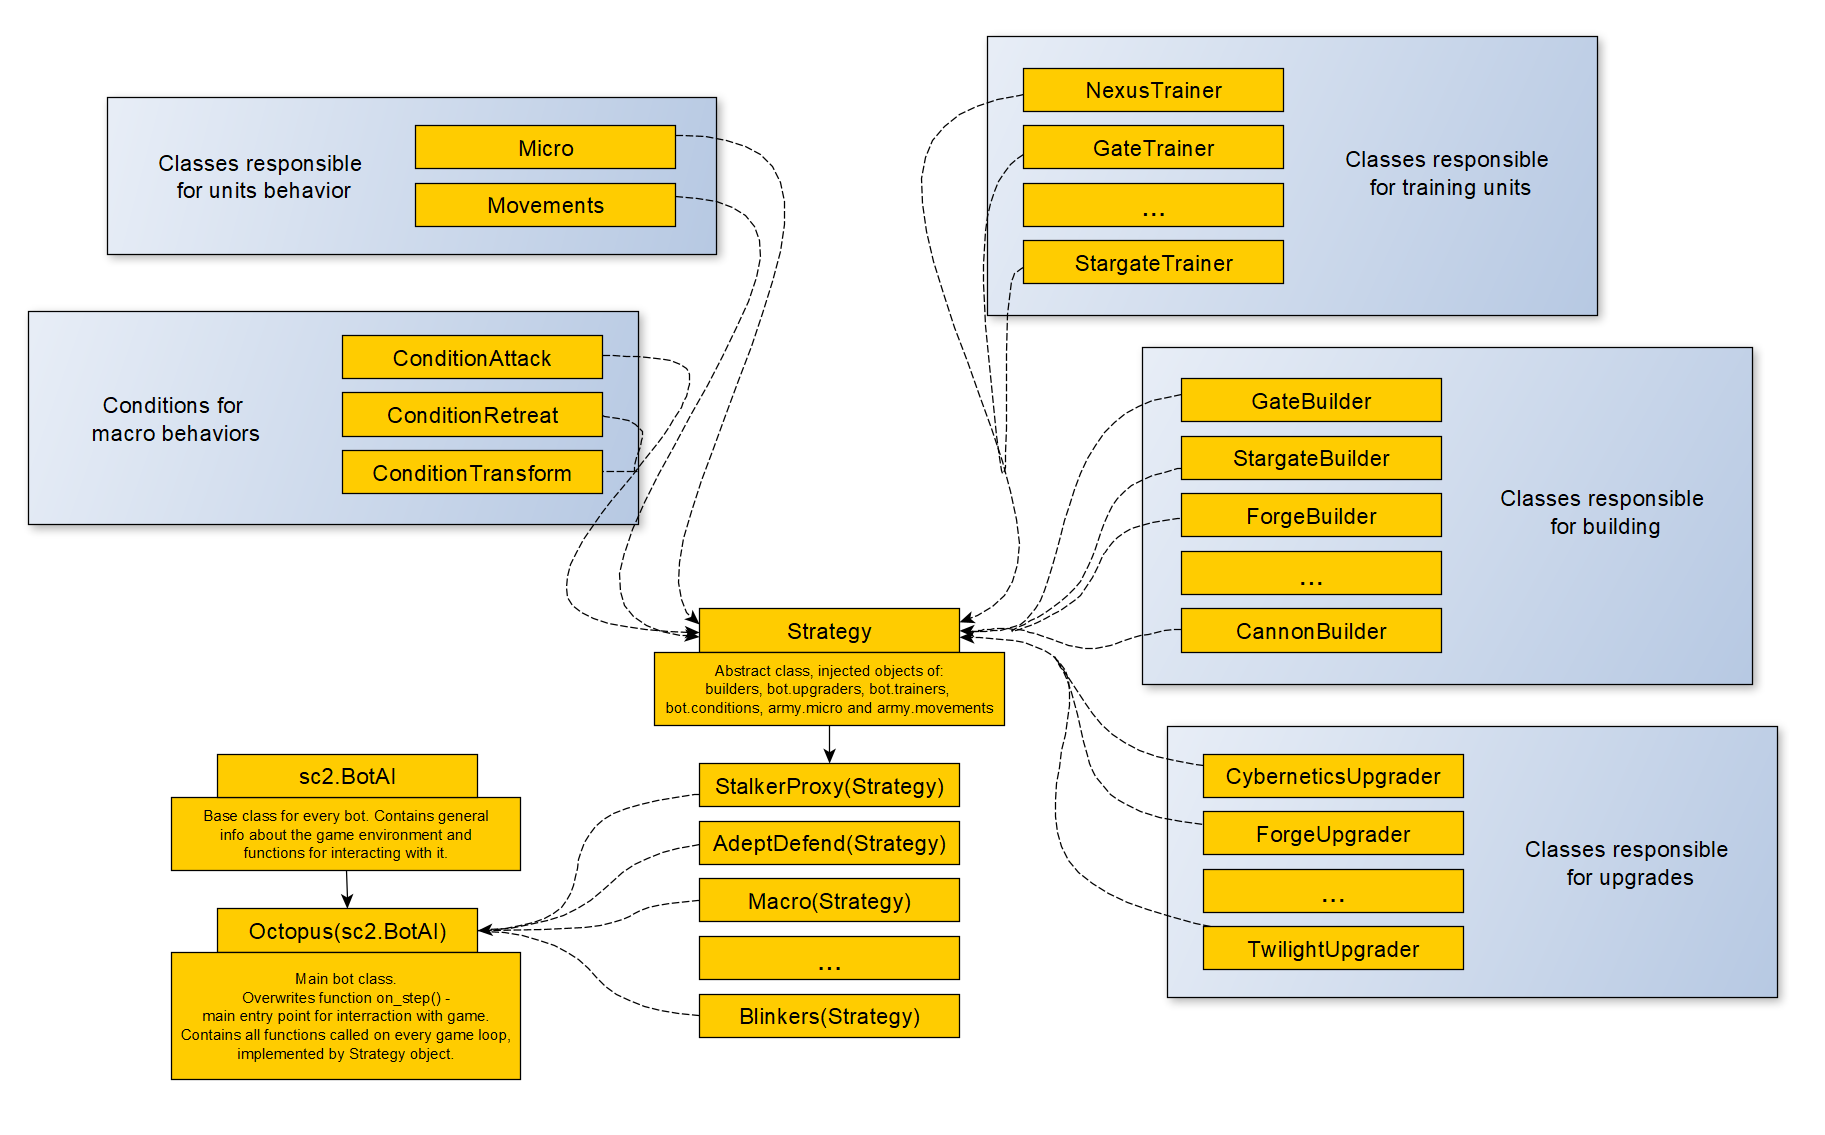 Classes responsible
for units behavior
Micro
Movements
Conditions for
macro behaviors
ConditionAttack
ConditionRetreat
ConditionTransform
NexusTrainer
GateTrainer
...
StargateTrainer
Classes responsible
for training units
GateBuilder
StargateBuilder
ForgeBuilder
...
CannonBuilder
Classes responsible
for building
Strategy
Abstract class, injected objects of:
builders, bot.upgraders, bot.trainers,
bot.conditions, army.micro and army.movements
CyberneticsUpgrader
ForgeUpgrader
...
TwilightUpgrader
Classes responsible
for upgrades
sc2.BotAI
Base class for every bot. Contains general
info about the game environment and
functions for interacting with it.
Octopus(sc2.BotAI)
Main bot class.
Overwrites function on_step() -
main entry point for interraction with game.
Contains all functions called on every game loop,
implemented by Strategy object.
StalkerProxy(Strategy)
AdeptDefend(Strategy)
Macro(Strategy)
...
Blinkers(Strategy)